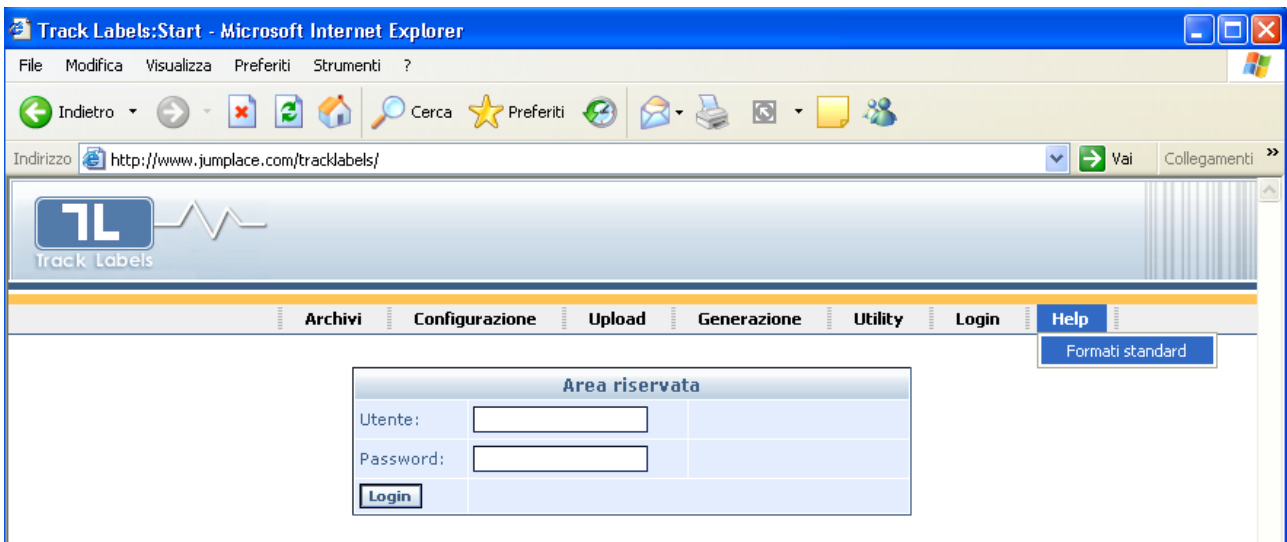 Track Labels:Start - Microsoft Internet Explorer
File Modifica Visualizza Preferiti Strumenti ?
Indietro Cerca Preferiti
Indirizzo http://www.jumplace.com/tracklabels/ Vai Collegamenti »
TL
Track Labels
Archivi Configurazione Upload Generazione Utility Login Help
Formati standard
Area riservata
Utente:
Password:
Login